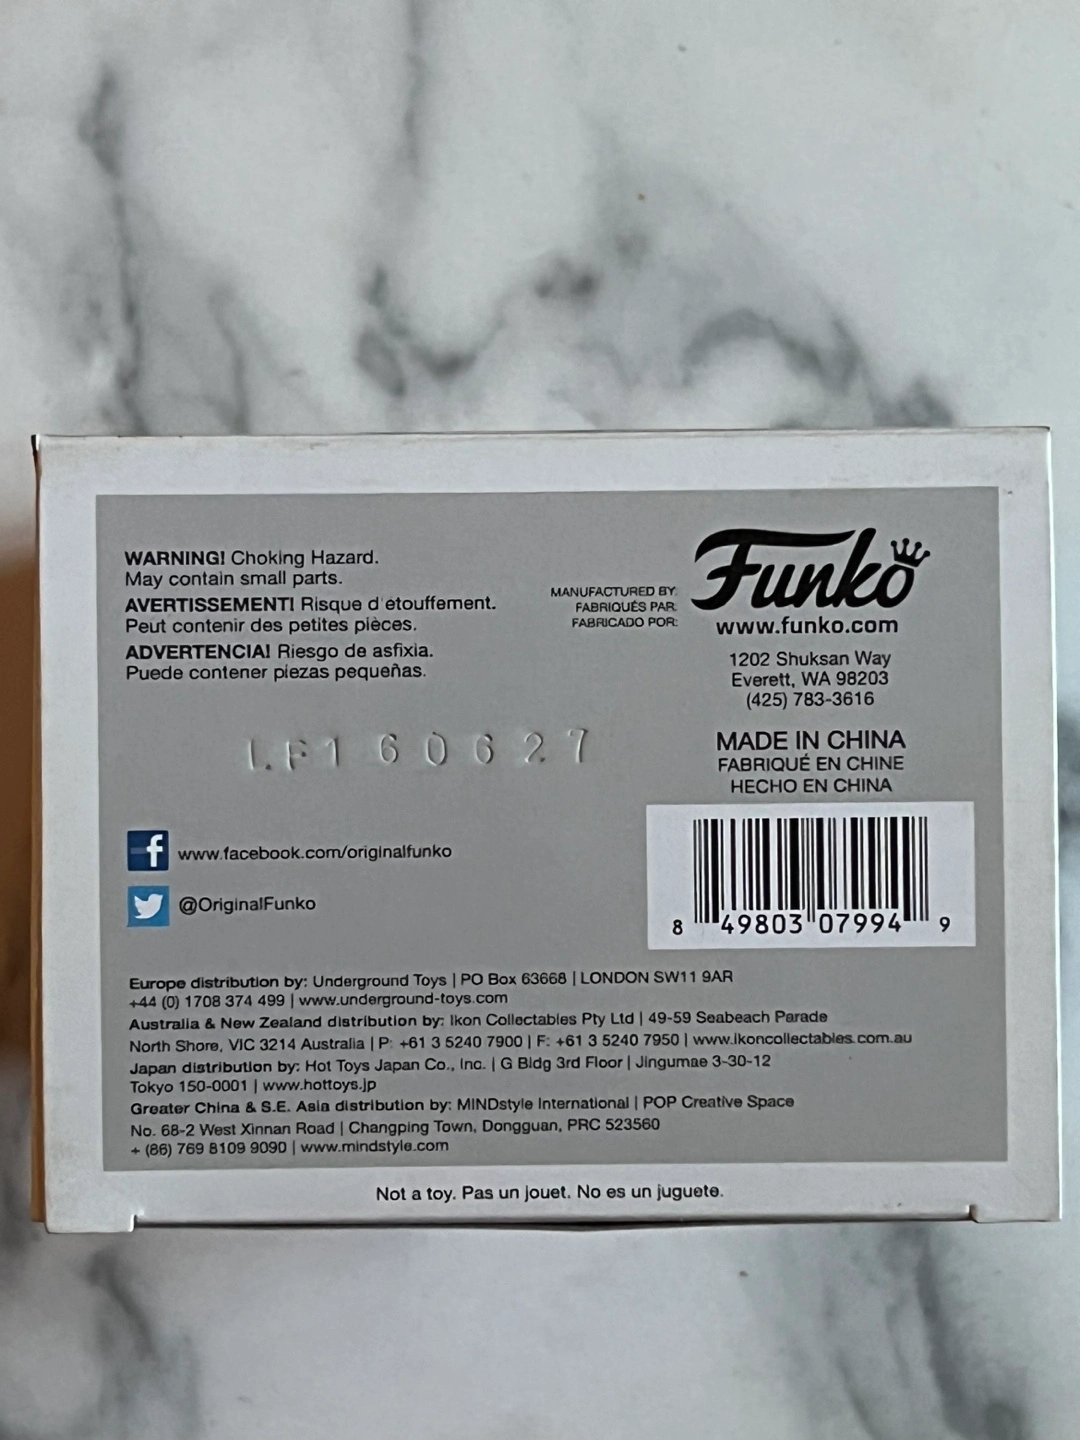 WARNING! Choking Hazard.
May contain small parts.
AVERTISSEMENT! Risque d'étouffement.
Peut contenir des petites pièces.
ADVERTENCIA! Riesgo de asfixia.
Puede contener piezas pequeñas.
MANUFACTURED BY:
FABRIQUÉS PAR:
FABRICADO POR:
Funko
www.funko.com
1202 Shuksan Way
Everett, WA 98203
(425) 783-3616
MADE IN CHINA
FABRIQUÉ EN CHINE
HECHO EN CHINA
LF160627
f www.facebook.com/originalfunko
@OriginalFunko
8 49803 07994 9
Europe distribution by: Underground Toys | PO Box 63668 | LONDON SW11 9AR
+44 (0) 1708 374 499 | www.underground-toys.com
Australia & New Zealand distribution by: Ikon Collectables Pty Ltd | 49-59 Seabeach Parade
North Shore, VIC 3214 Australia | P: +61 3 5240 7900 | F: +61 3 5240 7950 | www.ikoncollectables.com.au
Japan distribution by: Hot Toys Japan Co., Inc. | G Bldg 3rd Floor | Jingumae 3-30-12
Tokyo 150-0001 | www.hottoys.jp
Greater China & S.E. Asia distribution by: MINDstyle International | POP Creative Space
No. 68-2 West Xinnan Road | Changping Town, Dongguan, PRC 523560
+ (86) 769 8109 9090 | www.mindstyle.com
Not a toy. Pas un jouet. No es un juguete.